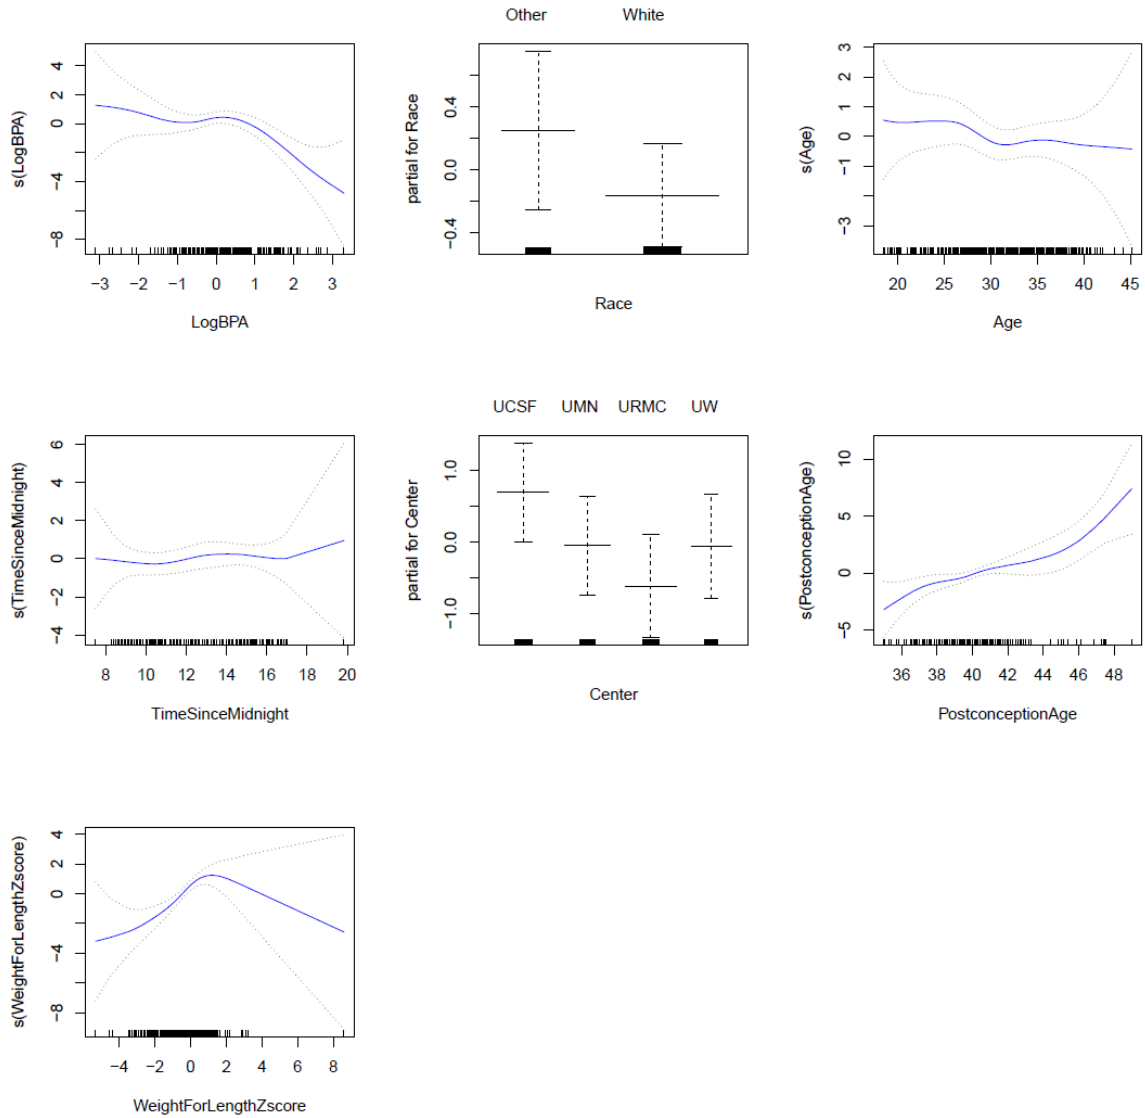 Other White
s(LogBPA)
4
2
0
−4
−8
−3 −2 −1 0 1 2 3
LogBPA
partial for Race
0.4
0.0
−0.4
Race
s(Age)
3
2
1
0
−1
−3
20 25 30 35 40 45
Age
UCSF UMN URMC UW
s(TimeSinceMidnight)
6
4
2
0
−2
−4
8 10 12 14 16 18 20
TimeSinceMidnight
partial for Center
1.0
0.0
−1.0
Center
s(PostconceptionAge)
10
5
0
−5
36 38 40 42 44 46 48
PostconceptionAge
s(WeightForLengthZscore)
4
2
0
−4
−8
−4 −2 0 2 4 6 8
WeightForLengthZscore